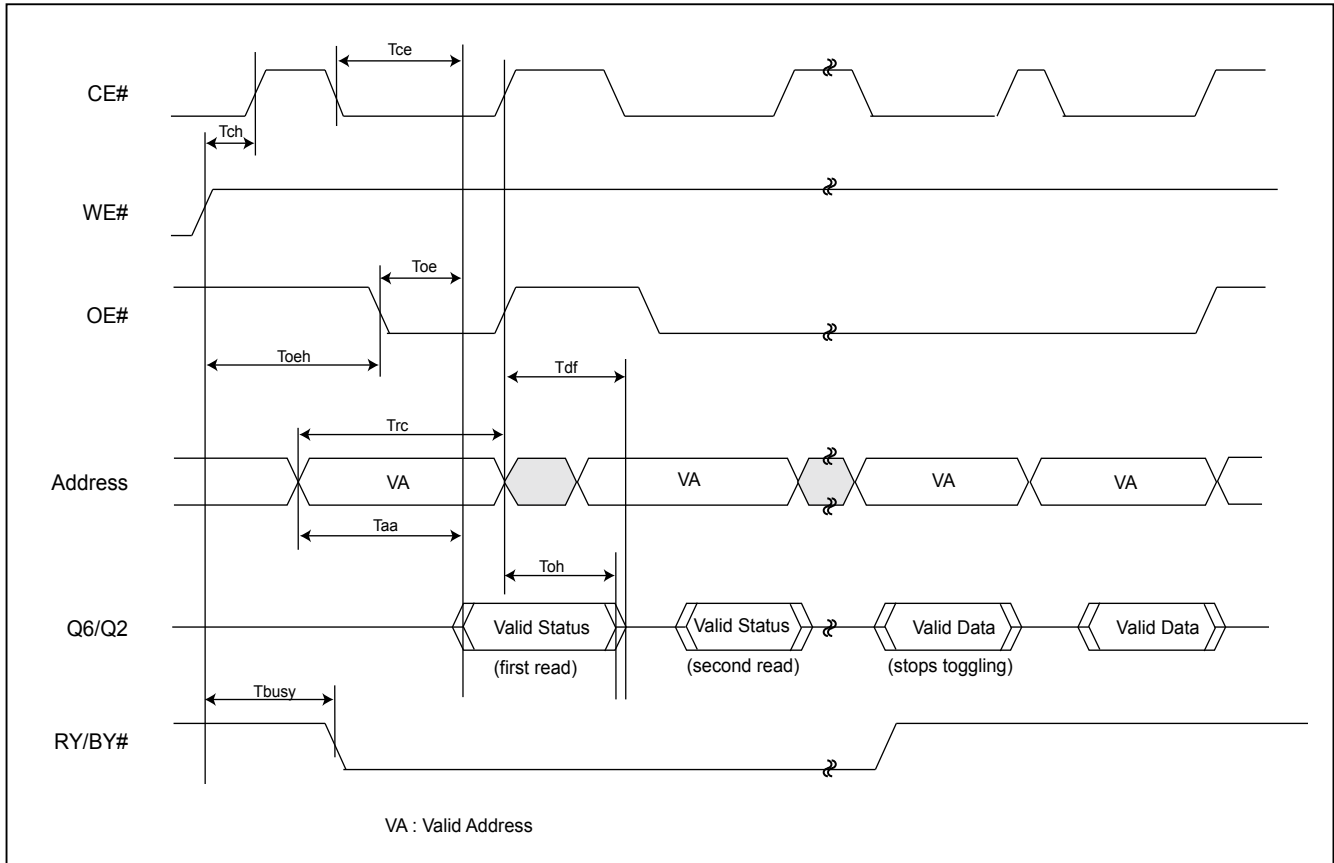 Tce
CE#
Tch
WE#
Toe
OE#
Toeh
Tdf
Trc
Address
VA
VA
VA
VA
Taa
Toh
Q6/Q2
Valid Status
Valid Status
Valid Data
Valid Data
(first read)
(second read)
(stops toggling)
Tbusy
RY/BY#
VA : Valid Address